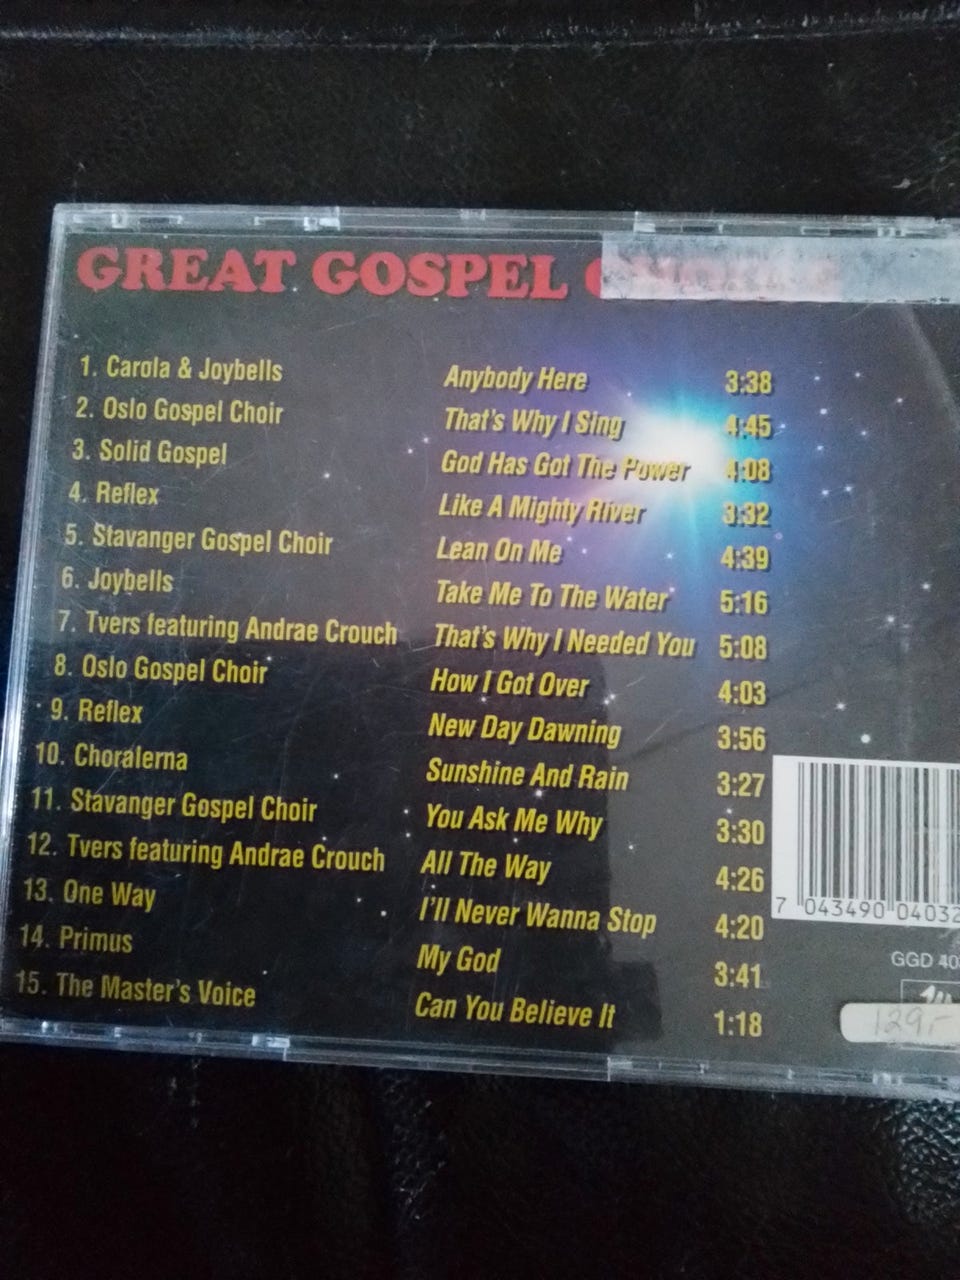 GREAT GOSPEL
1. Carola & Joybells Anybody Here 3:38
2. Oslo Gospel Choir That's Why I Sing 4:45
3. Solid Gospel God Has Got The Power 4:08
4. Reflex Like A Mighty River 3:32
5. Stavanger Gospel Choir Lean On Me 4:39
6. Joybells Take Me To The Water 5:16
7. Tvers featuring Andrae Crouch That's Why I Needed You 5:08
8. Oslo Gospel Choir How I Got Over 4:03
9. Reflex New Day Dawning 3:56
10. Choralerna Sunshine And Rain 3:27
11. Stavanger Gospel Choir You Ask Me Why 3:30
12. Tvers featuring Andrae Crouch All The Way 4:26
13. One Way I'll Never Wanna Stop 4:20
14. Primus My God 3:41
15. The Master's Voice Can You Believe It 1:18
7 043490 04032
GGD
129,-